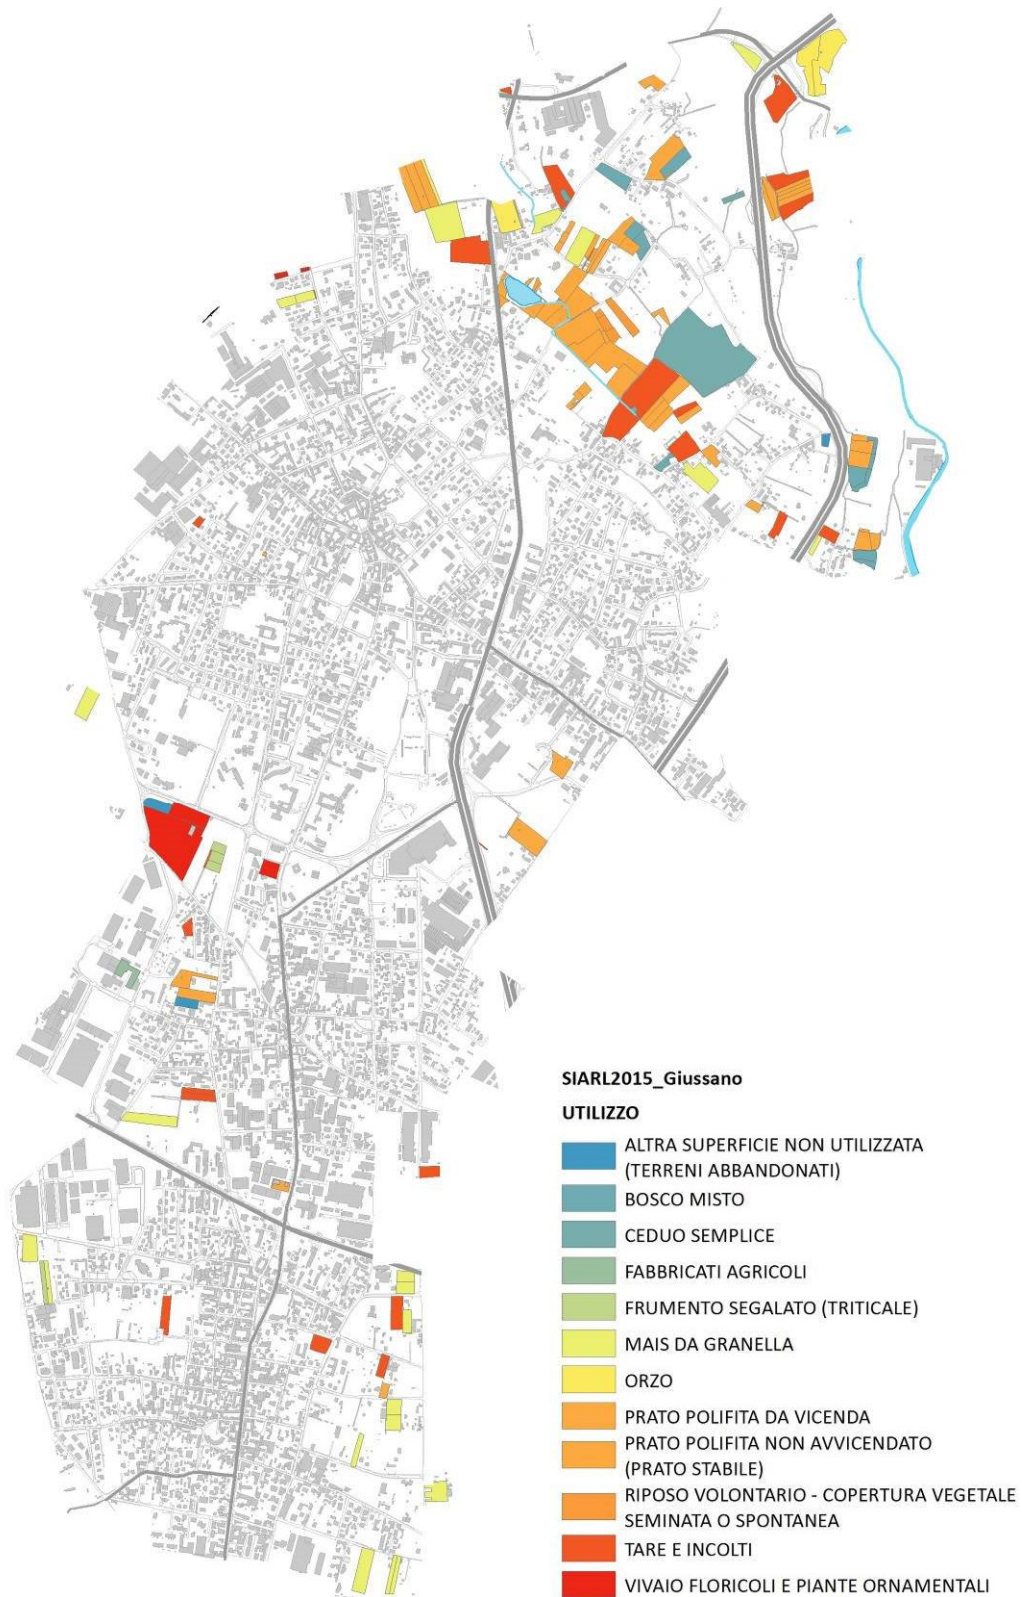 SIARL2015_Giussano
UTILIZZO
ALTRA SUPERFICIE NON UTILIZZATA
(TERRENI ABBANDONATI)
BOSCO MISTO
CEDUO SEMPLICE
FABBRICATI AGRICOLI
FRUMENTO SEGALATO (TRITICALE)
MAIS DA GRANELLA
ORZO
PRATO POLIFITA DA VICENDA
PRATO POLIFITA NON AVVICENDATO
(PRATO STABILE)
RIPOSO VOLONTARIO - COPERTURA VEGETALE
SEMINATA O SPONTANEA
TARE E INCOLTI
VIVAIO FLORICOLI E PIANTE ORNAMENTALI